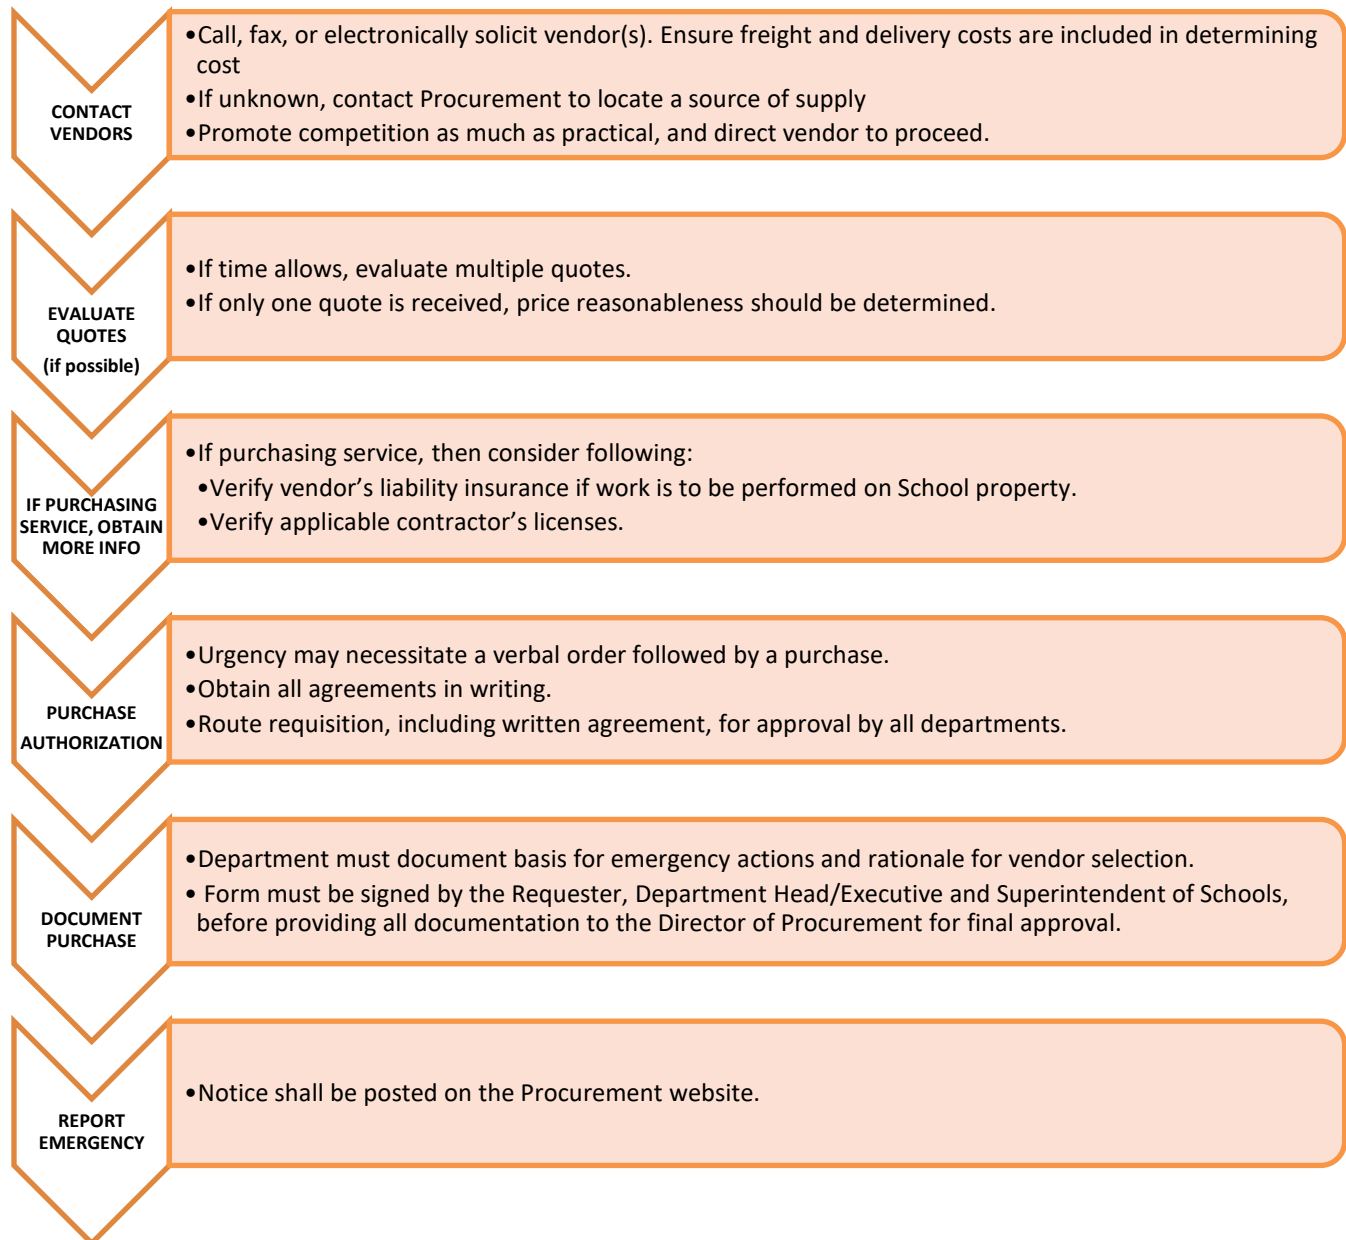 CONTACT
VENDORS
•Call, fax, or electronically solicit vendor(s). Ensure freight and delivery costs are included in determining
cost
•If unknown, contact Procurement to locate a source of supply
•Promote competition as much as practical, and direct vendor to proceed.
EVALUATE
QUOTES
(if possible)
•If time allows, evaluate multiple quotes.
•If only one quote is received, price reasonableness should be determined.
IF PURCHASING
SERVICE, OBTAIN
MORE INFO
•If purchasing service, then consider following:
•Verify vendor’s liability insurance if work is to be performed on School property.
•Verify applicable contractor’s licenses.
PURCHASE
AUTHORIZATION
•Urgency may necessitate a verbal order followed by a purchase.
•Obtain all agreements in writing.
•Route requisition, including written agreement, for approval by all departments.
DOCUMENT
PURCHASE
•Department must document basis for emergency actions and rationale for vendor selection.
• Form must be signed by the Requester, Department Head/Executive and Superintendent of Schools,
before providing all documentation to the Director of Procurement for final approval.
REPORT
EMERGENCY
•Notice shall be posted on the Procurement website.